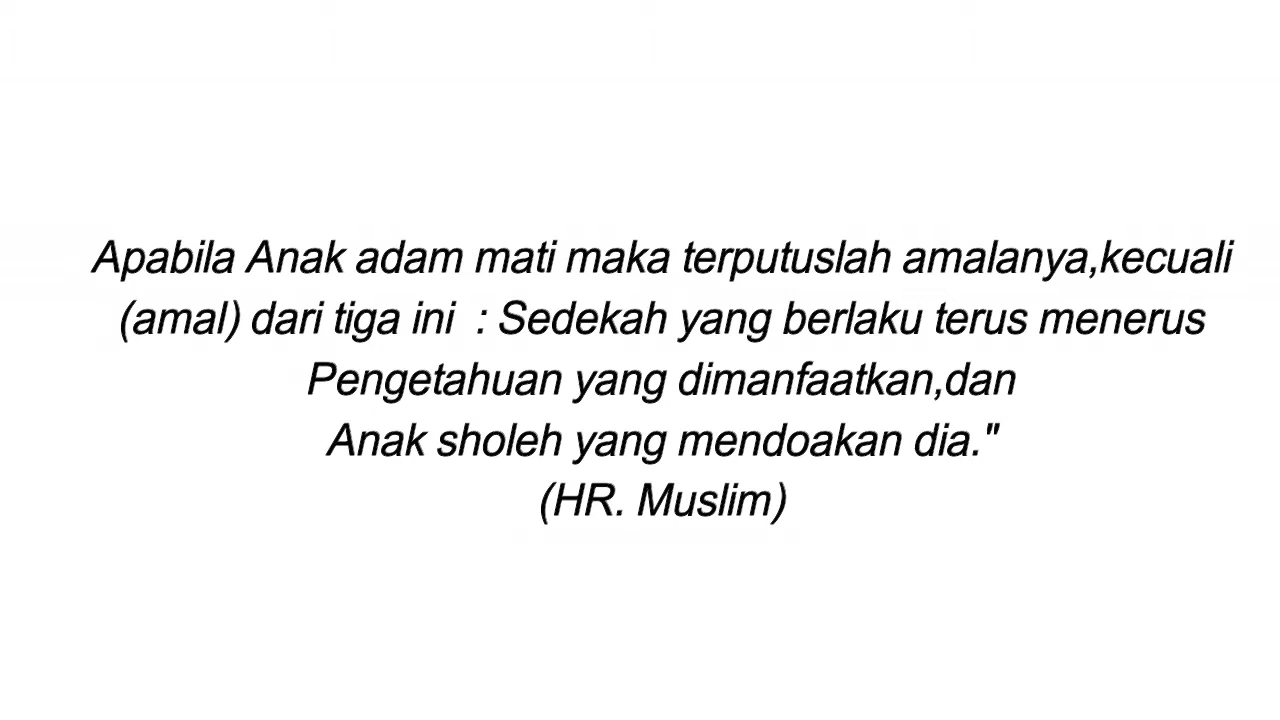 Apabila Anak adam mati maka terputuslah amalanya,kecuali
(amal) dari tiga ini  : Sedekah yang berlaku terus menerus
Pengetahuan yang dimanfaatkan,dan
Anak sholeh yang mendoakan dia."
(HR. Muslim)